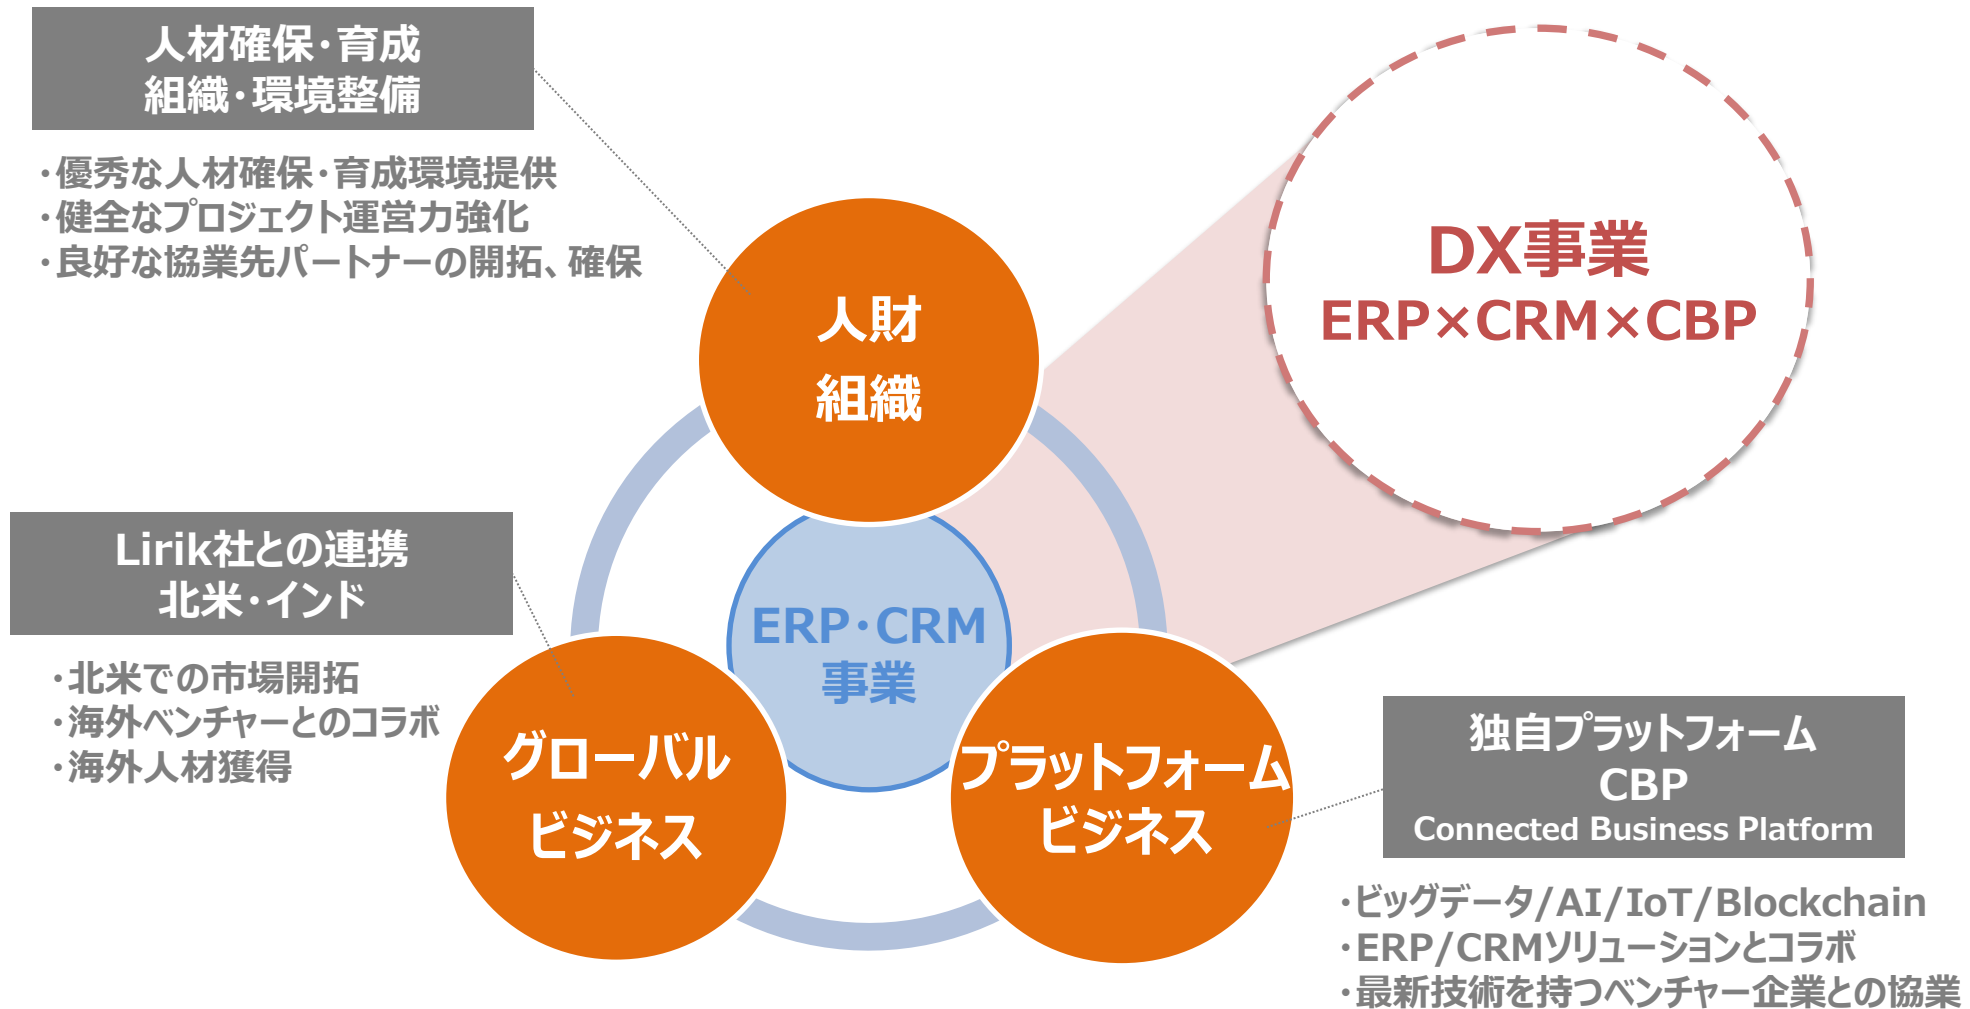 人材確保・育成
組織・環境整備
・優秀な人材確保・育成環境提供
・健全なプロジェクト運営力強化
・良好な協業先パートナーの開拓、確保
人財
組織
DX事業
ERP×CRM×CBP
Lirik社との連携
北米・インド
・北米での市場開拓
・海外ベンチャーとのコラボ
・海外人材獲得
ERP・CRM
事業
グローバル
ビジネス
プラットフォーム
ビジネス
独自プラットフォーム
CBP
Connected Business Platform
・ビッグデータ/AI/IoT/Blockchain
・ERP/CRMソリューションとコラボ
・最新技術を持つベンチャー企業との協業